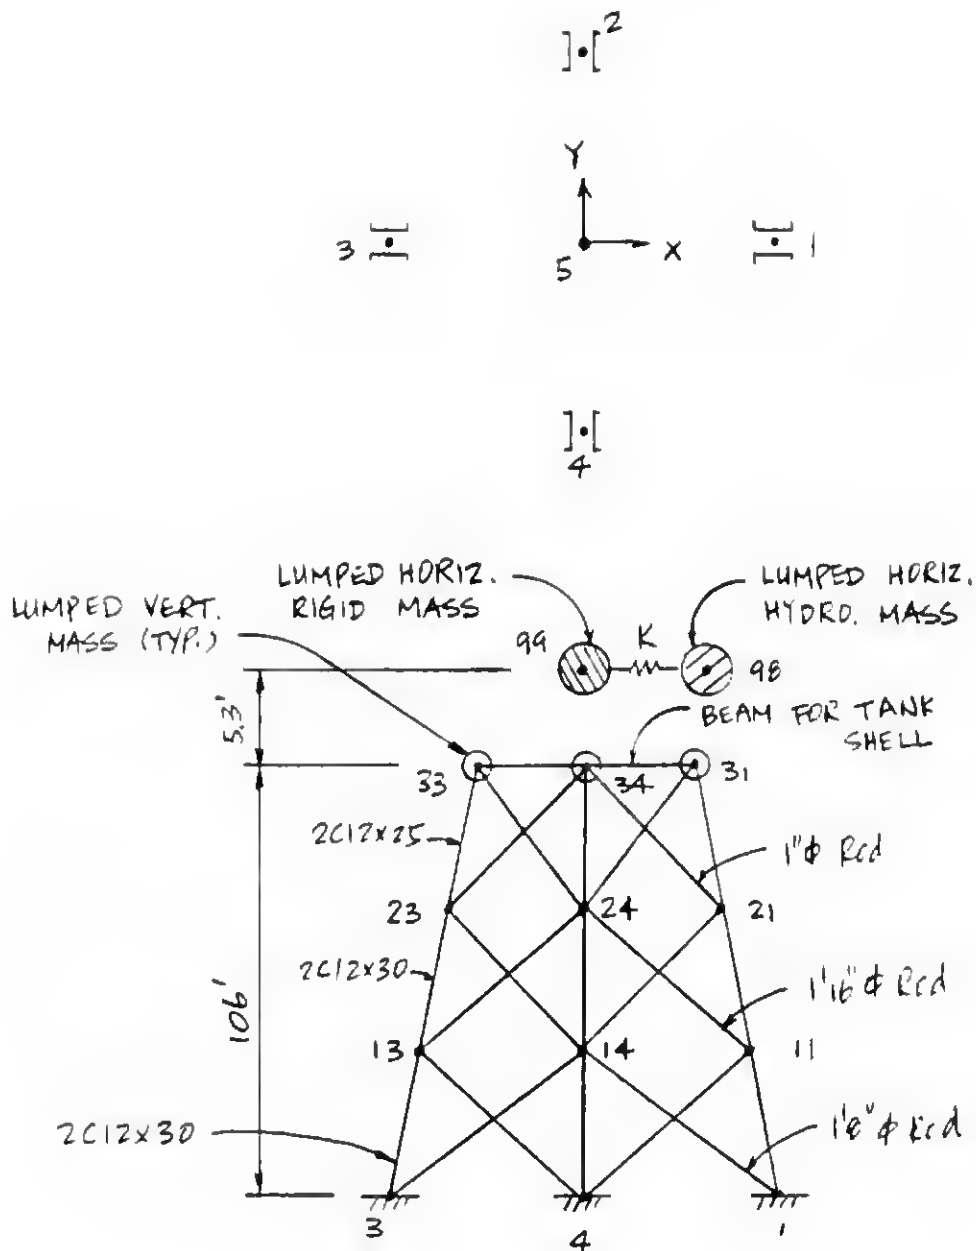 2
Y
3
1
5
X
4
LUMPED HORIZ.
RIGID MASS
LUMPED HORIZ.
HYDRO. MASS
LUMPED VERT.
MASS (TYP.)
99
K
98
5.3'
BEAM FOR TANK
SHELL
33
34
31
2C12x25
1"ϕ Rod
23
24
21
2C12x30
106'
13
14
11
2C12x30
3
4
1